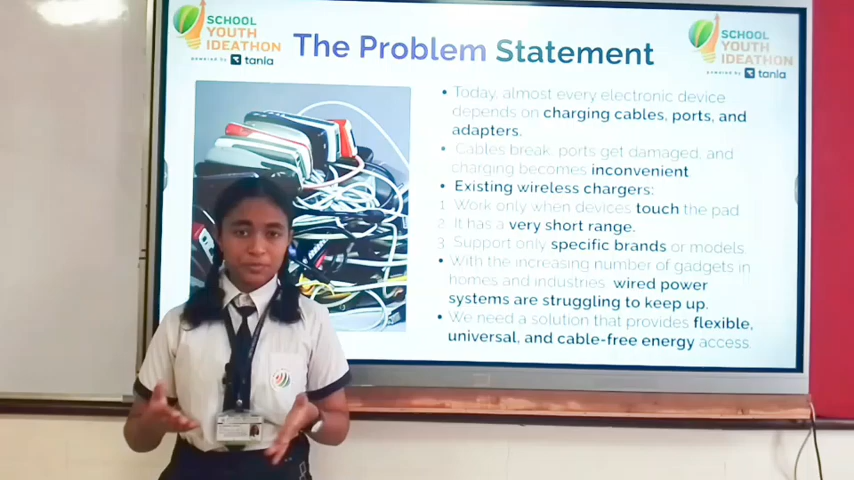 SCHOOL
YOUTH
IDEATHON
powered by tania
The Problem Statement
SCHOOL
YOUTH
IDEATHON
powered by tania
• Today, almost every electronic device
depends on charging cables, ports, and
adapters.
• Cables break, ports get damaged, and
charging becomes inconvenient
• Existing wireless chargers:
1. Work only when devices touch the pad
2. It has a very short range.
3. Support only specific brands or models.
• With the increasing number of gadgets in
homes and industries, wired power
systems are struggling to keep up.
• We need a solution that provides flexible,
universal, and cable-free energy access.